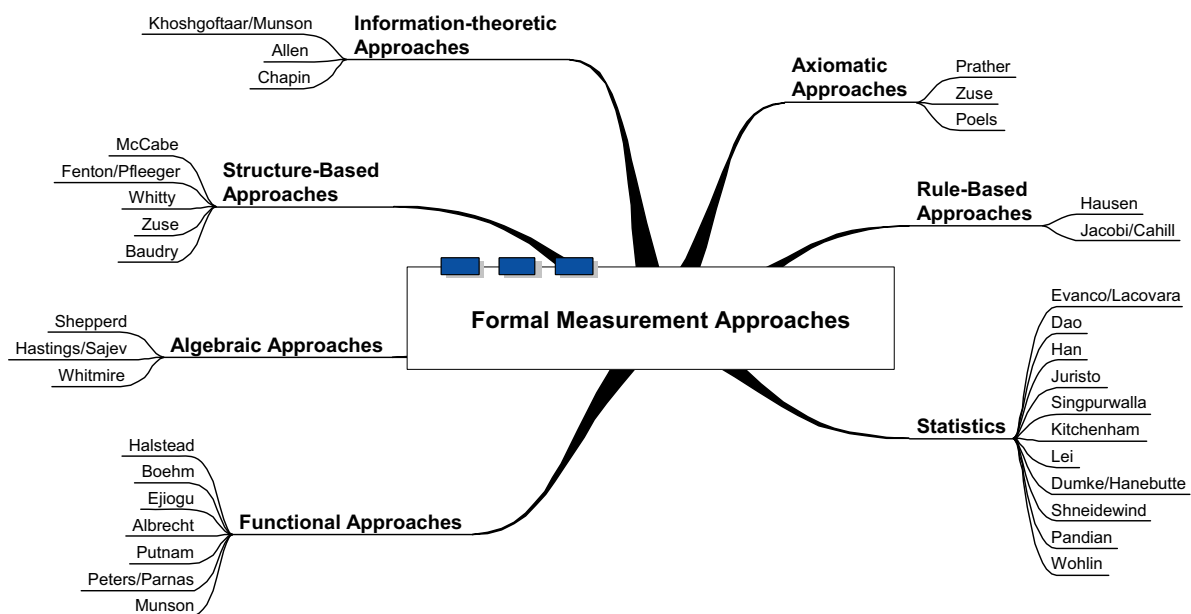 Information-theoretic
Approaches
Khoshgoftaar/Munson
Allen
Chapin
Structure-Based
Approaches
McCabe
Fenton/Pfleeger
Whitty
Zuse
Baudry
Algebraic Approaches
Shepperd
Hastings/Sajev
Whitmire
Functional Approaches
Halstead
Boehm
Ejiogu
Albrecht
Putnam
Peters/Parnas
Munson
Formal Measurement Approaches
Axiomatic
Approaches
Prather
Zuse
Poels
Rule-Based
Approaches
Hausen
Jacobi/Cahill
Statistics
Evanco/Lacovara
Dao
Han
Juristo
Singpurwalla
Kitchenham
Lei
Dumke/Hanebutte
Shneidewind
Pandian
Wohlin